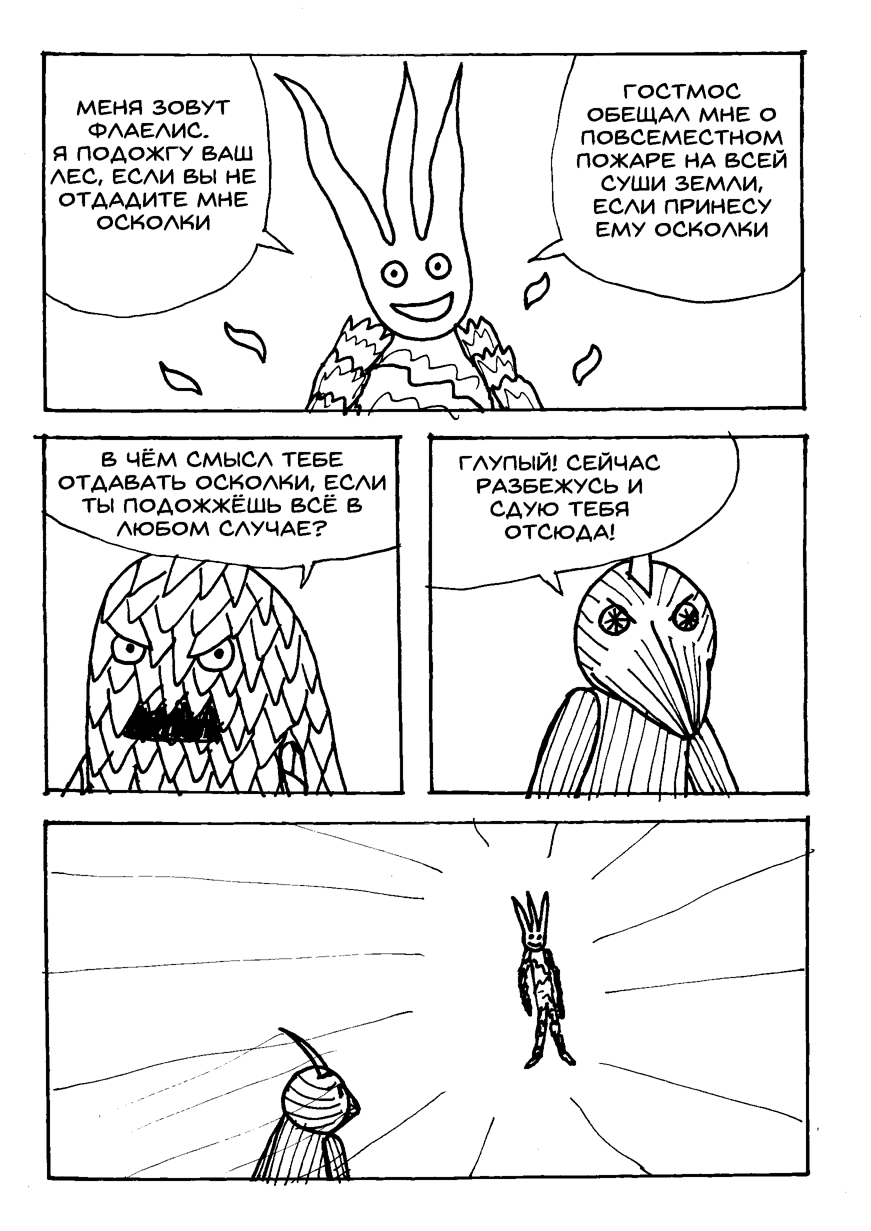 МЕНЯ ЗОВУТ
ФЛАЕЛИС.
Я ПОДОЖГУ ВАШ
ЛЕС, ЕСЛИ ВЫ НЕ
ОТДАДИТЕ МНЕ
ОСКОЛКИ
ГОСТМОС
ОБЕЩАЛ МНЕ О
ПОВСЕМЕСТНОМ
ПОЖАРЕ НА ВСЕЙ
СУШИ ЗЕМЛИ,
ЕСЛИ ПРИНЕСУ
ЕМУ ОСКОЛКИ
В ЧЁМ СМЫСЛ ТЕБЕ
ОТДАВАТЬ ОСКОЛКИ, ЕСЛИ
ТЫ ПОДОЖЖЁШЬ ВСЁ В
ЛЮБОМ СЛУЧАЕ?
ГЛУПЫЙ! СЕЙЧАС
РАЗБЕЖУСЬ И
СДУЮ ТЕБЯ
ОТСЮДА!